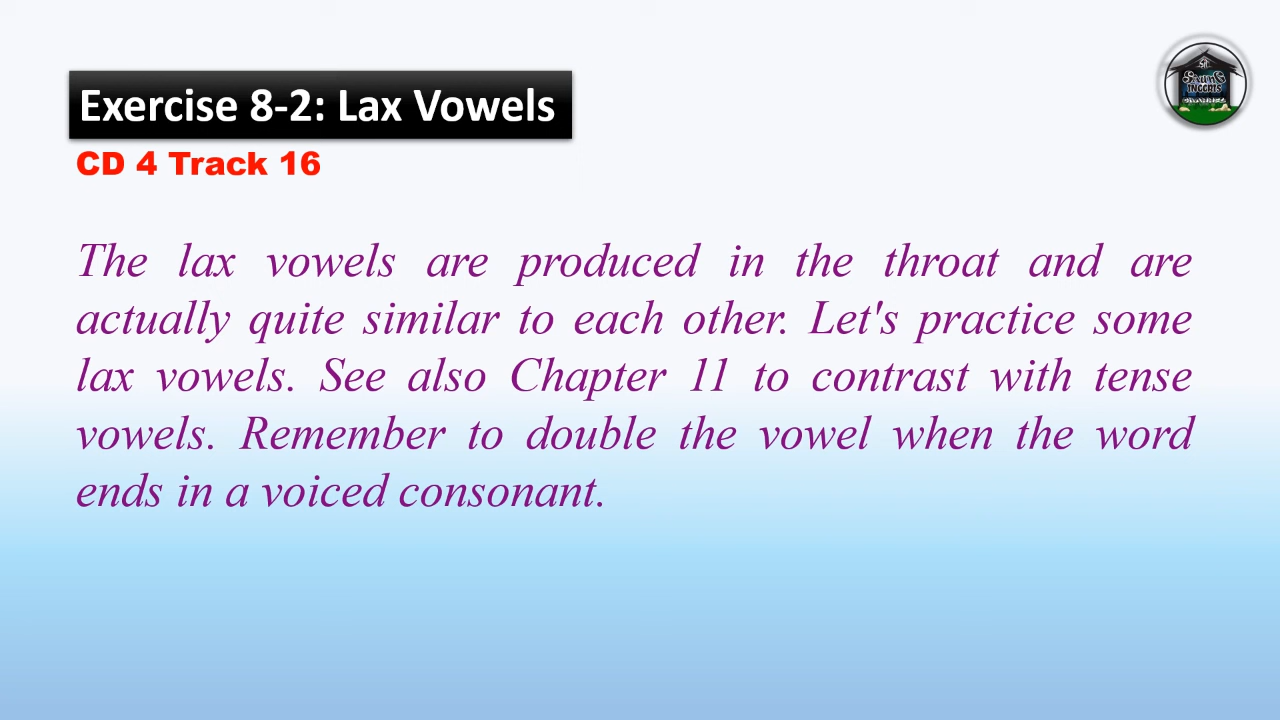 Exercise 8-2: Lax Vowels
CD 4 Track 16
The lax vowels are produced in the throat and are
actually quite similar to each other. Let's practice some
lax vowels. See also Chapter 11 to contrast with tense
vowels. Remember to double the vowel when the word
ends in a voiced consonant.
INGGRIS